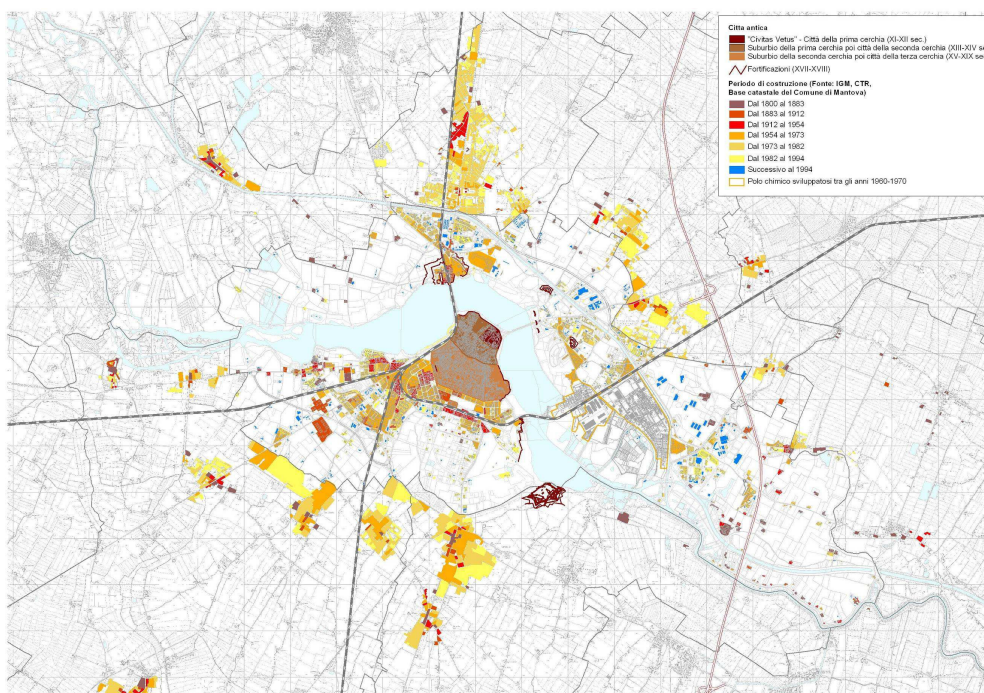 Citta antica
"Civitas Vetus" - Città della prima cerchia (XI-XII sec.)
Suburbio della prima cerchia poi città della seconda cerchia (XIII-XIV se
Suburbio della seconda cerchia poi città della terza cerchia (XV-XIX se
Fortificazioni (XVII-XVIII)
Periodo di costruzione (Fonte: IGM, CTR,
Base catastale del Comune di Mantova)
Dal 1800 al 1883
Dal 1883 al 1912
Dal 1912 al 1954
Dal 1954 al 1973
Dal 1973 al 1982
Dal 1982 al 1994
Successivo al 1994
Polo chimico sviluppatosi tra gli anni 1960-1970